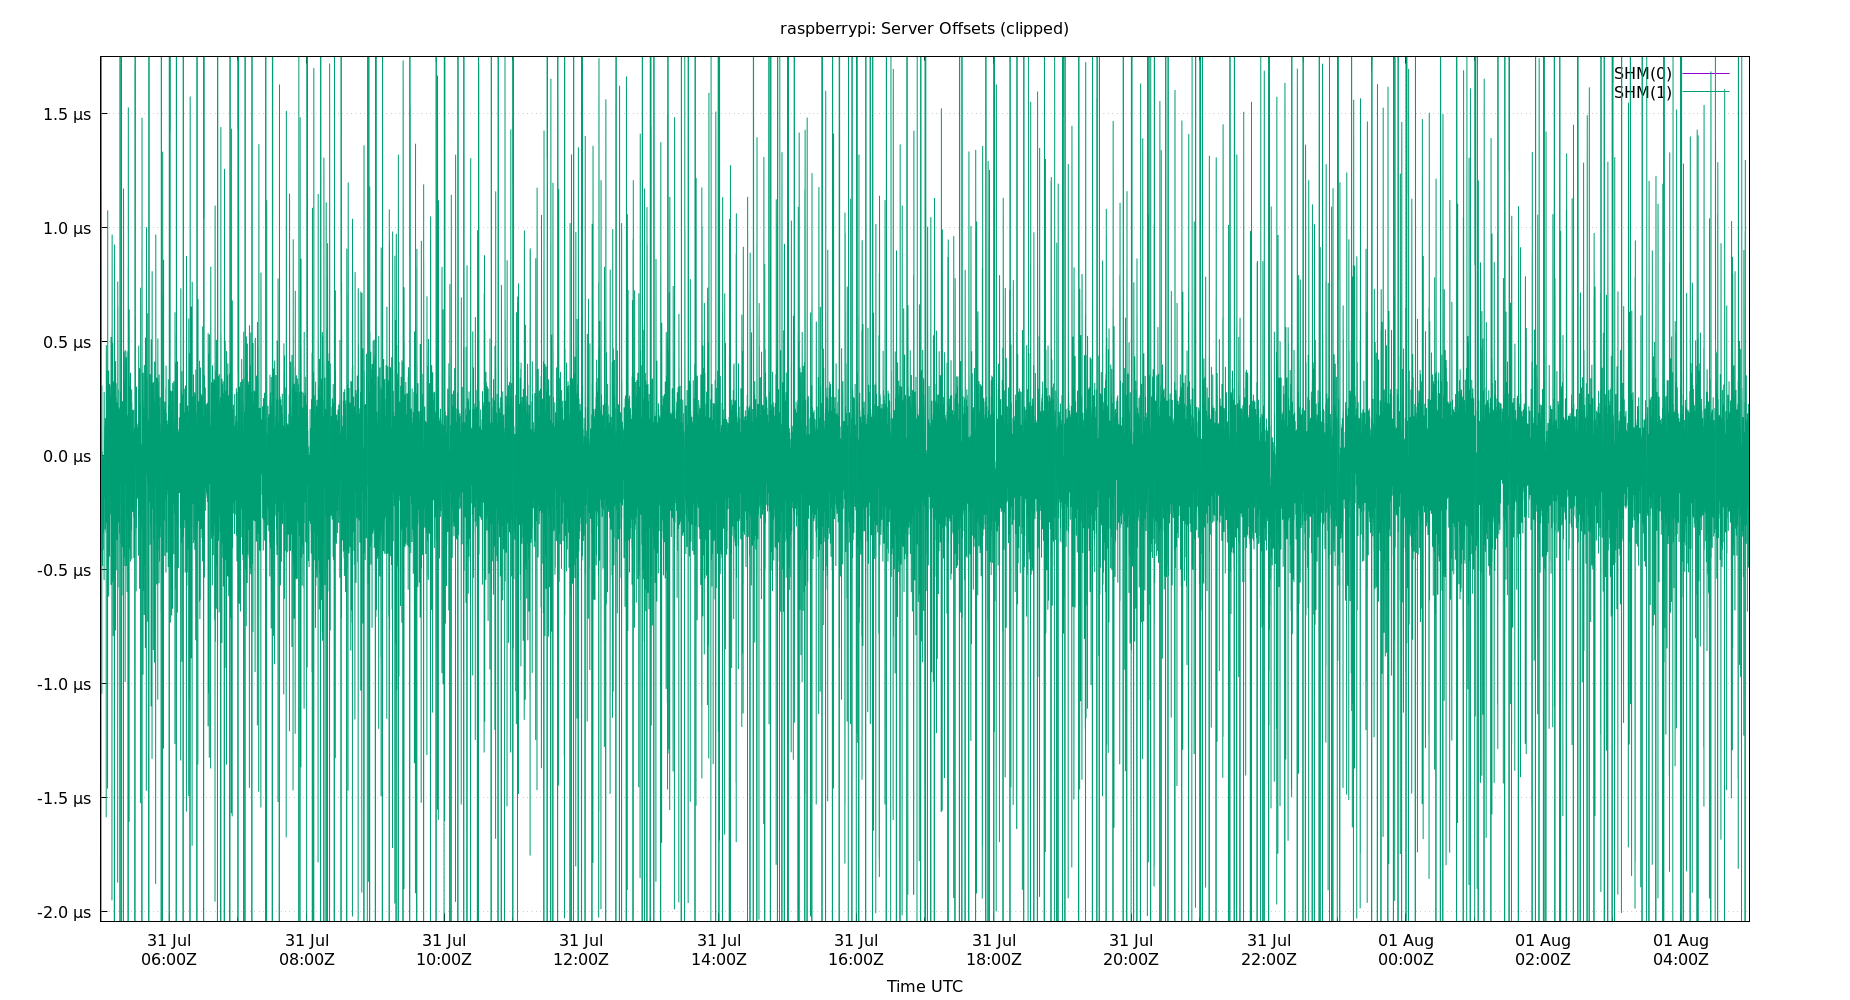 raspberrypi: Server Offsets (clipped)
SHM(0)
SHM(1)
1.5 µs
1.0 µs
0.5 µs
0.0 µs
-0.5 µs
-1.0 µs
-1.5 µs
-2.0 µs
31 Jul 31 Jul 31 Jul 31 Jul 31 Jul 31 Jul 31 Jul 31 Jul 31 Jul 01 Aug 01 Aug 01 Aug
06:00Z 08:00Z 10:00Z 12:00Z 14:00Z 16:00Z 18:00Z 20:00Z 22:00Z 00:00Z 02:00Z 04:00Z
Time UTC